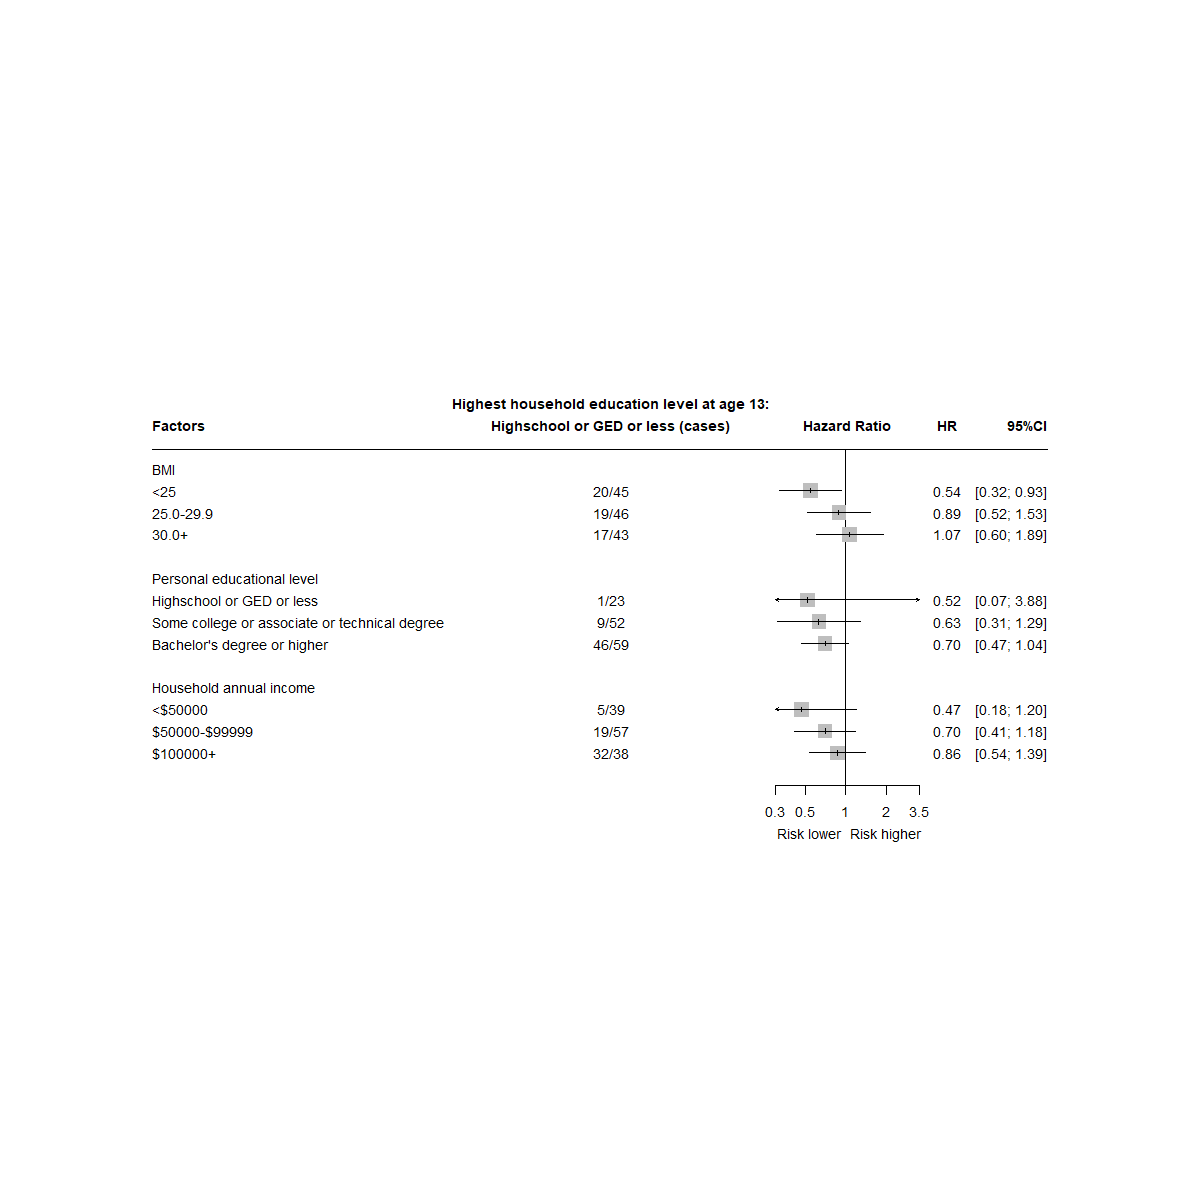 Highest household education level at age 13:
Factors Highschool or GED or less (cases) Hazard Ratio HR 95%CI
BMI
<25 20/45 0.54 [0.32; 0.93]
25.0-29.9 19/46 0.89 [0.52; 1.53]
30.0+ 17/43 1.07 [0.60; 1.89]
Personal educational level
Highschool or GED or less 1/23 0.52 [0.07; 3.88]
Some college or associate or technical degree 9/52 0.63 [0.31; 1.29]
Bachelor's degree or higher 46/59 0.70 [0.47; 1.04]
Household annual income
<$50000 5/39 0.47 [0.18; 1.20]
$50000-$99999 19/57 0.70 [0.41; 1.18]
$100000+ 32/38 0.86 [0.54; 1.39]
0.3 0.5 1 2 3.5
Risk lower Risk higher